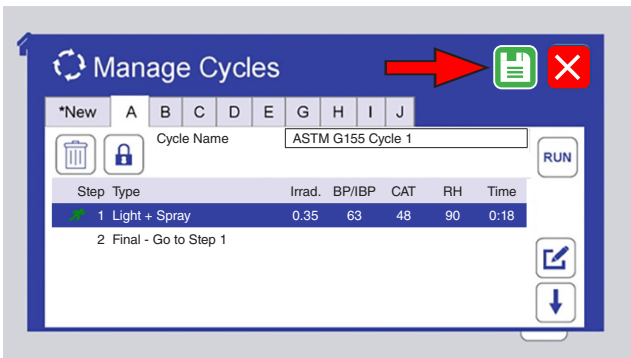 Manage Cycles
*New A B C D E G H I J
Cycle Name ASTM G155 Cycle 1
RUN
Step Type Irrad. BP/IBP CAT RH Time
1 Light + Spray 0.35 63 48 90 0:18
2 Final - Go to Step 1